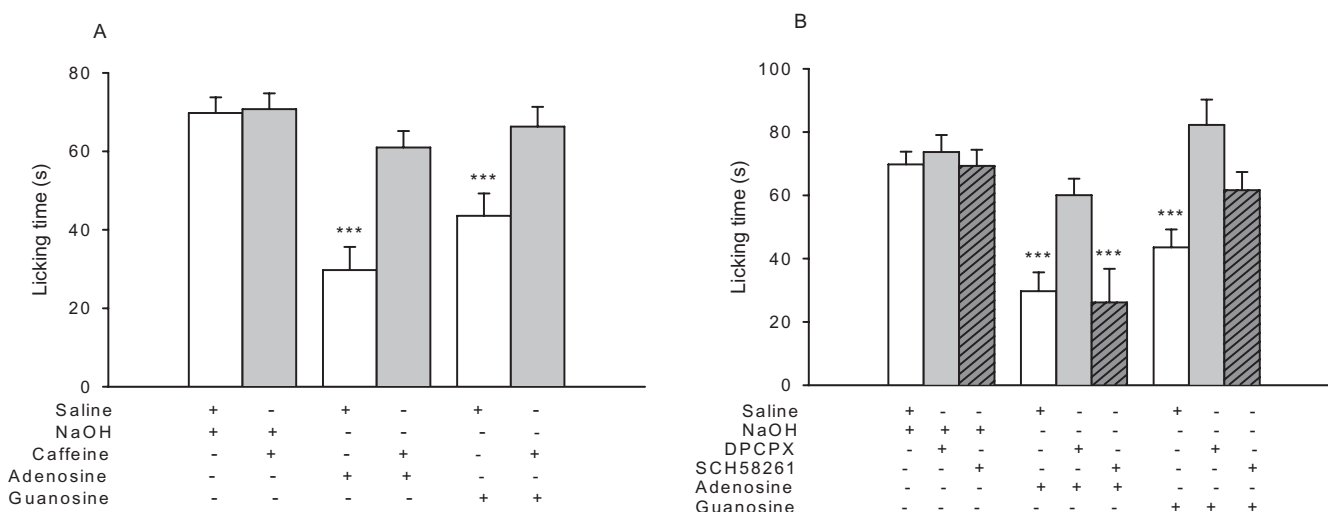 A
Licking time (s)
80
60
40
20
0
***
***
Saline + - + - + -
NaOH + + - - - -
Caffeine - + - + - +
Adenosine - - + + - -
Guanosine - - - - + +
B
Licking time (s)
100
80
60
40
20
0
***
***
***
Saline + - - + - - + - -
NaOH + + + - - - - - -
DPCPX - + - - + - - + -
SCH58261 - - + - - + - - +
Adenosine - - - + + + - - -
Guanosine - - - - - - + + +